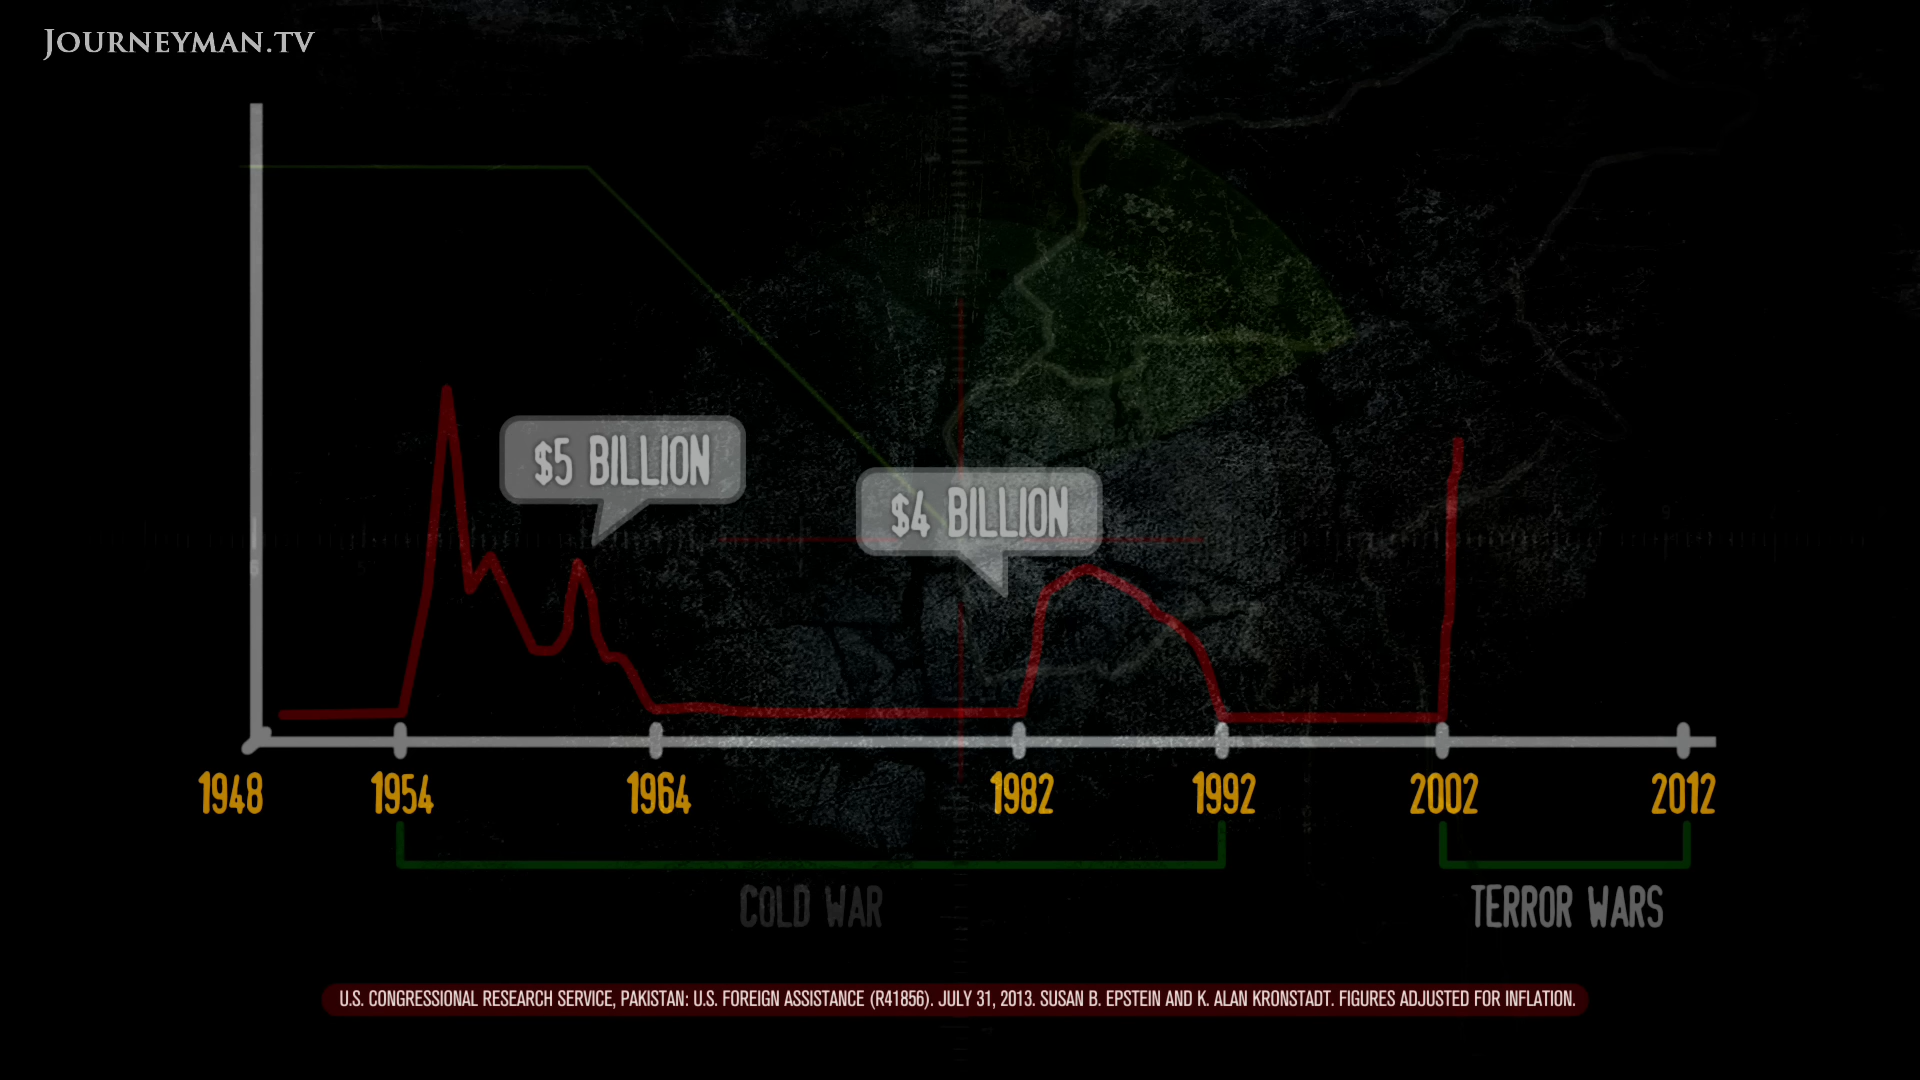 JOURNEYMAN.TV
$5 BILLION
$4 BILLION
1948 1954 1964 1982 1992 2002 2012
COLD WAR TERROR WARS
U.S. CONGRESSIONAL RESEARCH SERVICE, PAKISTAN: U.S. FOREIGN ASSISTANCE (R41856). JULY 31, 2013. SUSAN B. EPSTEIN AND K. ALAN KRONSTADT. FIGURES ADJUSTED FOR INFLATION.